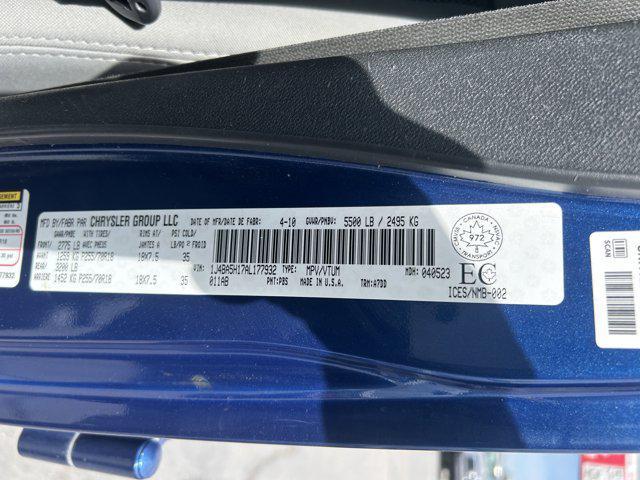 MFD BY/FABR PAR CHRYSLER GROUP LLC DATE OF MFR/DATE DE FABR: 4-10 GVWR/PNBV: 5500 LB / 2495 KG
GAWR/PNBE WITH TIRES/ RIMS AT/ PSI COLD/
FRONT/ 2775 LB AVEC PNEUS JANTES A LB/PO² FROID
AVANT 1259 KG P255/70R18 18X7.5 35
REAR/ 3200 LB
ARRIERE 1452 KG P255/70R18 18X7.5 35
VIN: 1J4BA5H17AL177932 TYPE: MPV/VTUM MDH: 040523
011AB PNT:PBS MADE IN U.S.A. TRM:A7DD
CANADA
972
TRANSPORT
EC
ICES/NMB-002
SCAN
177932